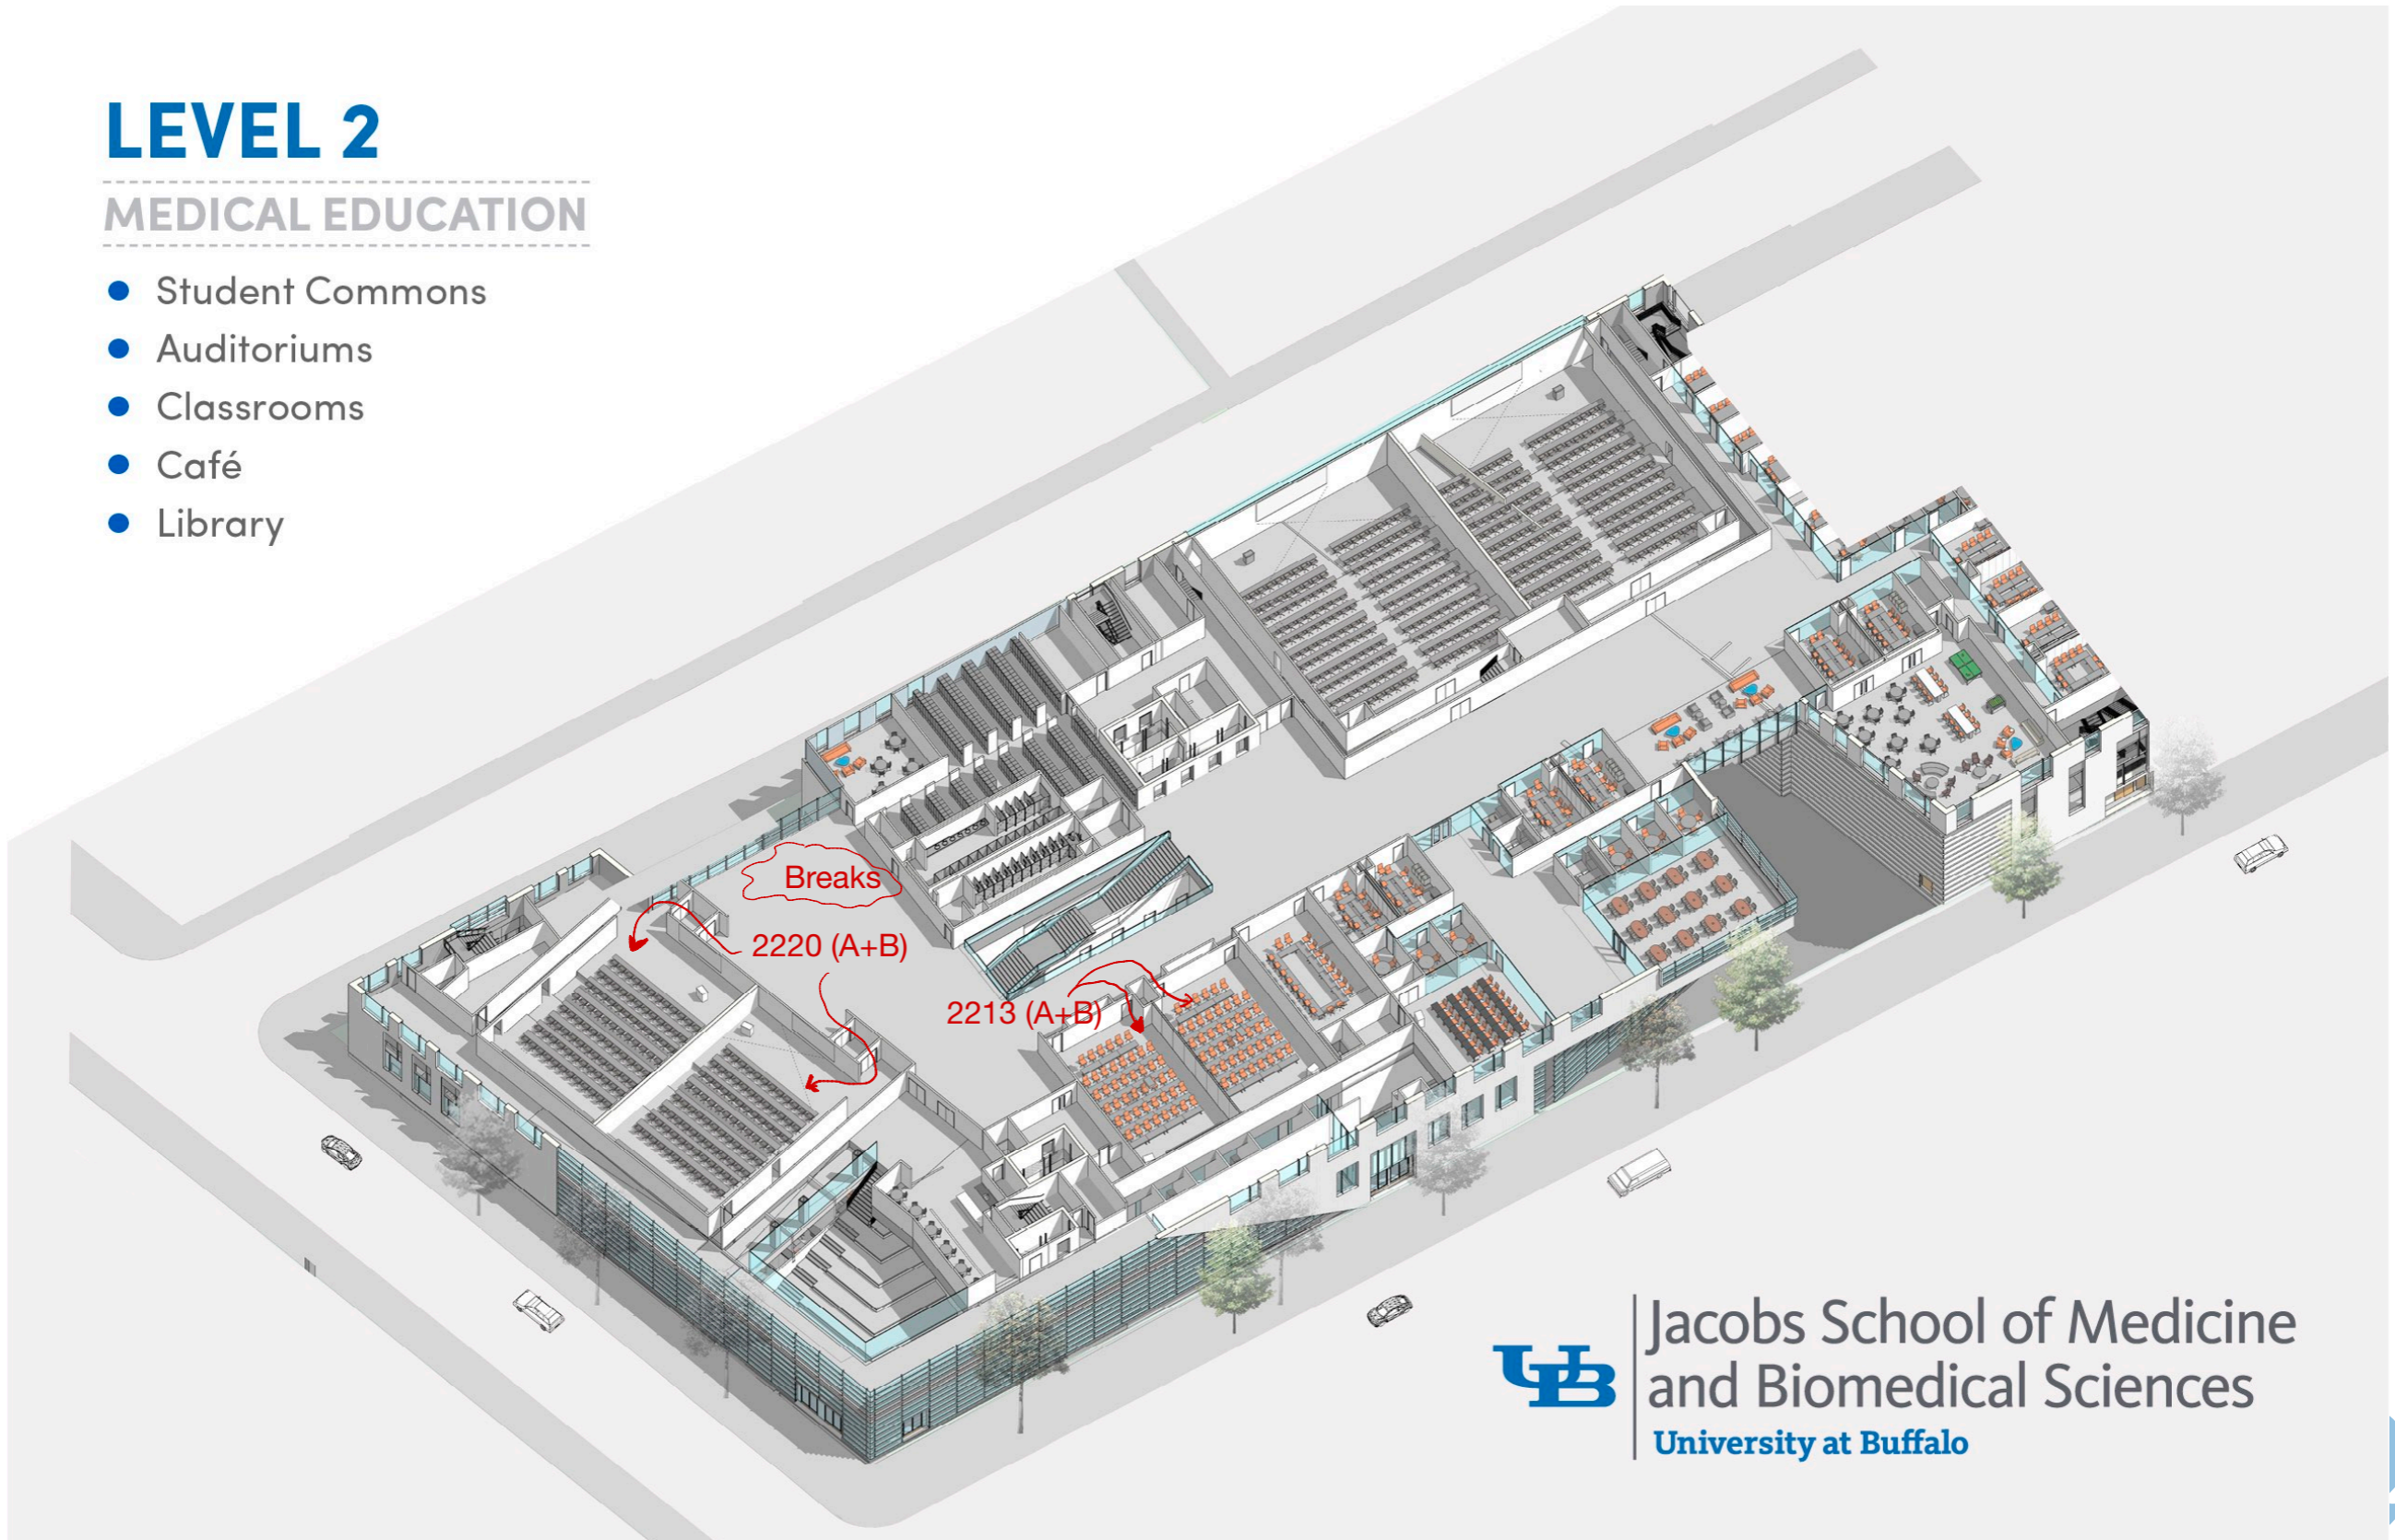 LEVEL 2
MEDICAL EDUCATION
Student Commons
Auditoriums
Classrooms
Café
Library
Breaks
2220 (A+B)
2213 (A+B)
UB
Jacobs School of Medicine
and Biomedical Sciences
University at Buffalo